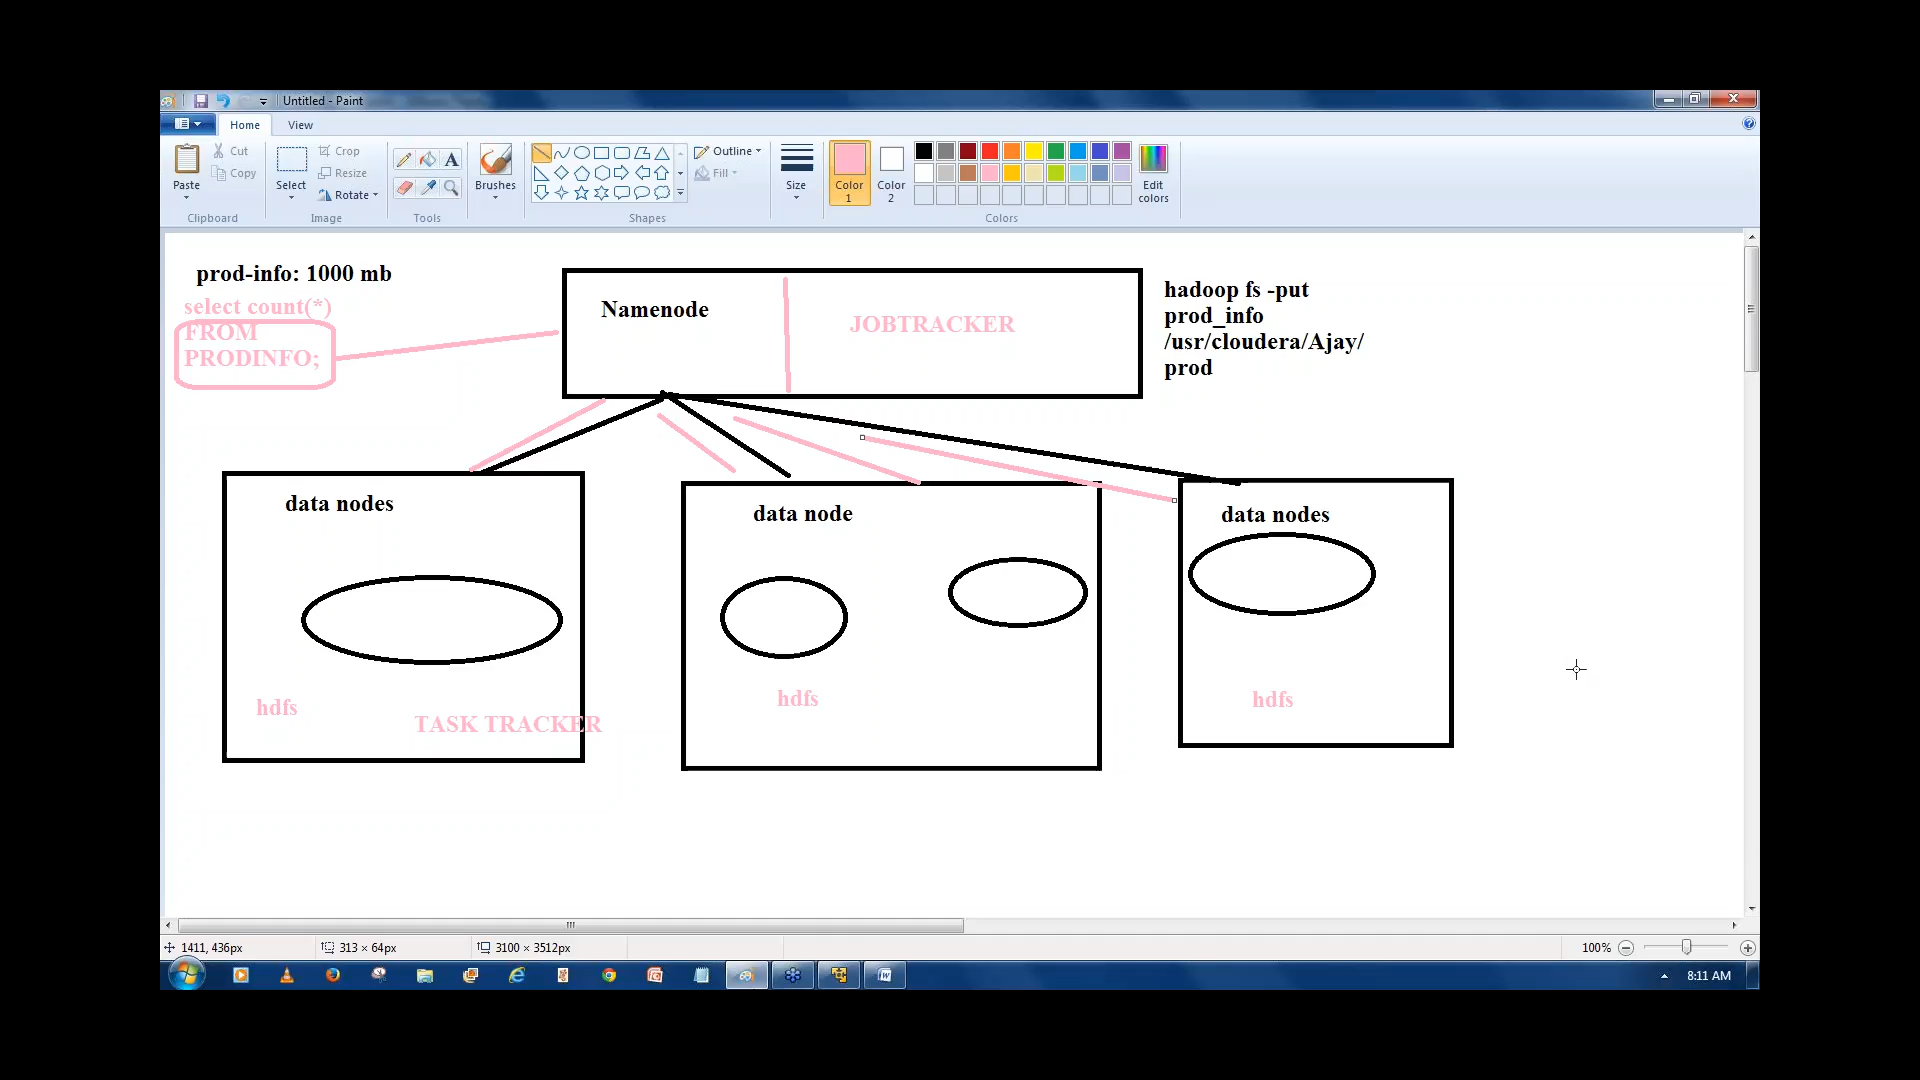 Untitled - Paint
Home
View
Paste
Cut
Copy
Clipboard
Select
Crop
Resize
Rotate
Image
A
Tools
Brushes
Outline
Fill
Shapes
Size
Color
1
Color
2
Edit
colors
Colors
prod-info: 1000 mb
select count(*)
FROM
PRODINFO;
Namenode
JOBTRACKER
hadoop fs -put
prod_info
/usr/cloudera/Ajay/
prod
data nodes
data node
data nodes
hdfs
TASK TRACKER
hdfs
hdfs
1411, 436px
313 × 64px
3100 × 3512px
100%
8:11 AM